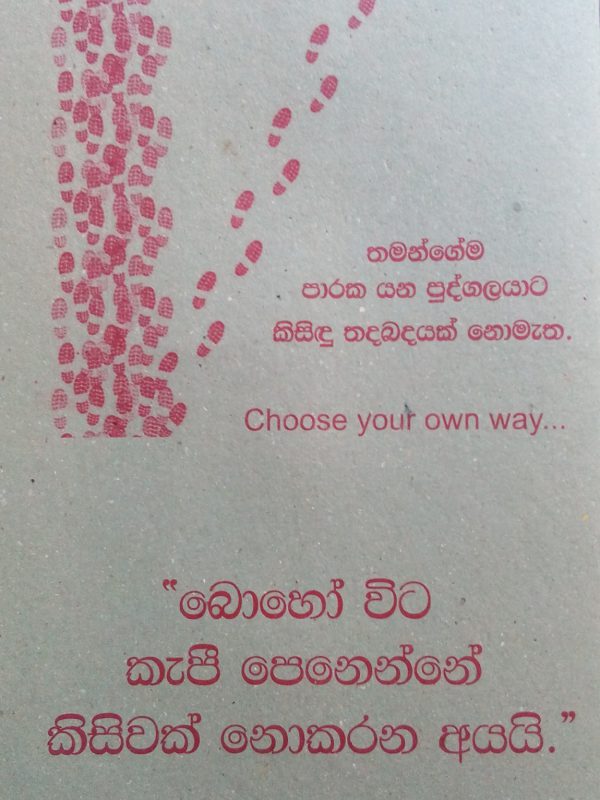 තමන්ගේම
පාරක යන පුද්ගලයාට
කිසිඳු තදබදයක් නොමැත.
Choose your own way...
“බොහෝ විට
කැපී පෙනෙන්නේ
කිසිවක් නොකරන අයයි.”